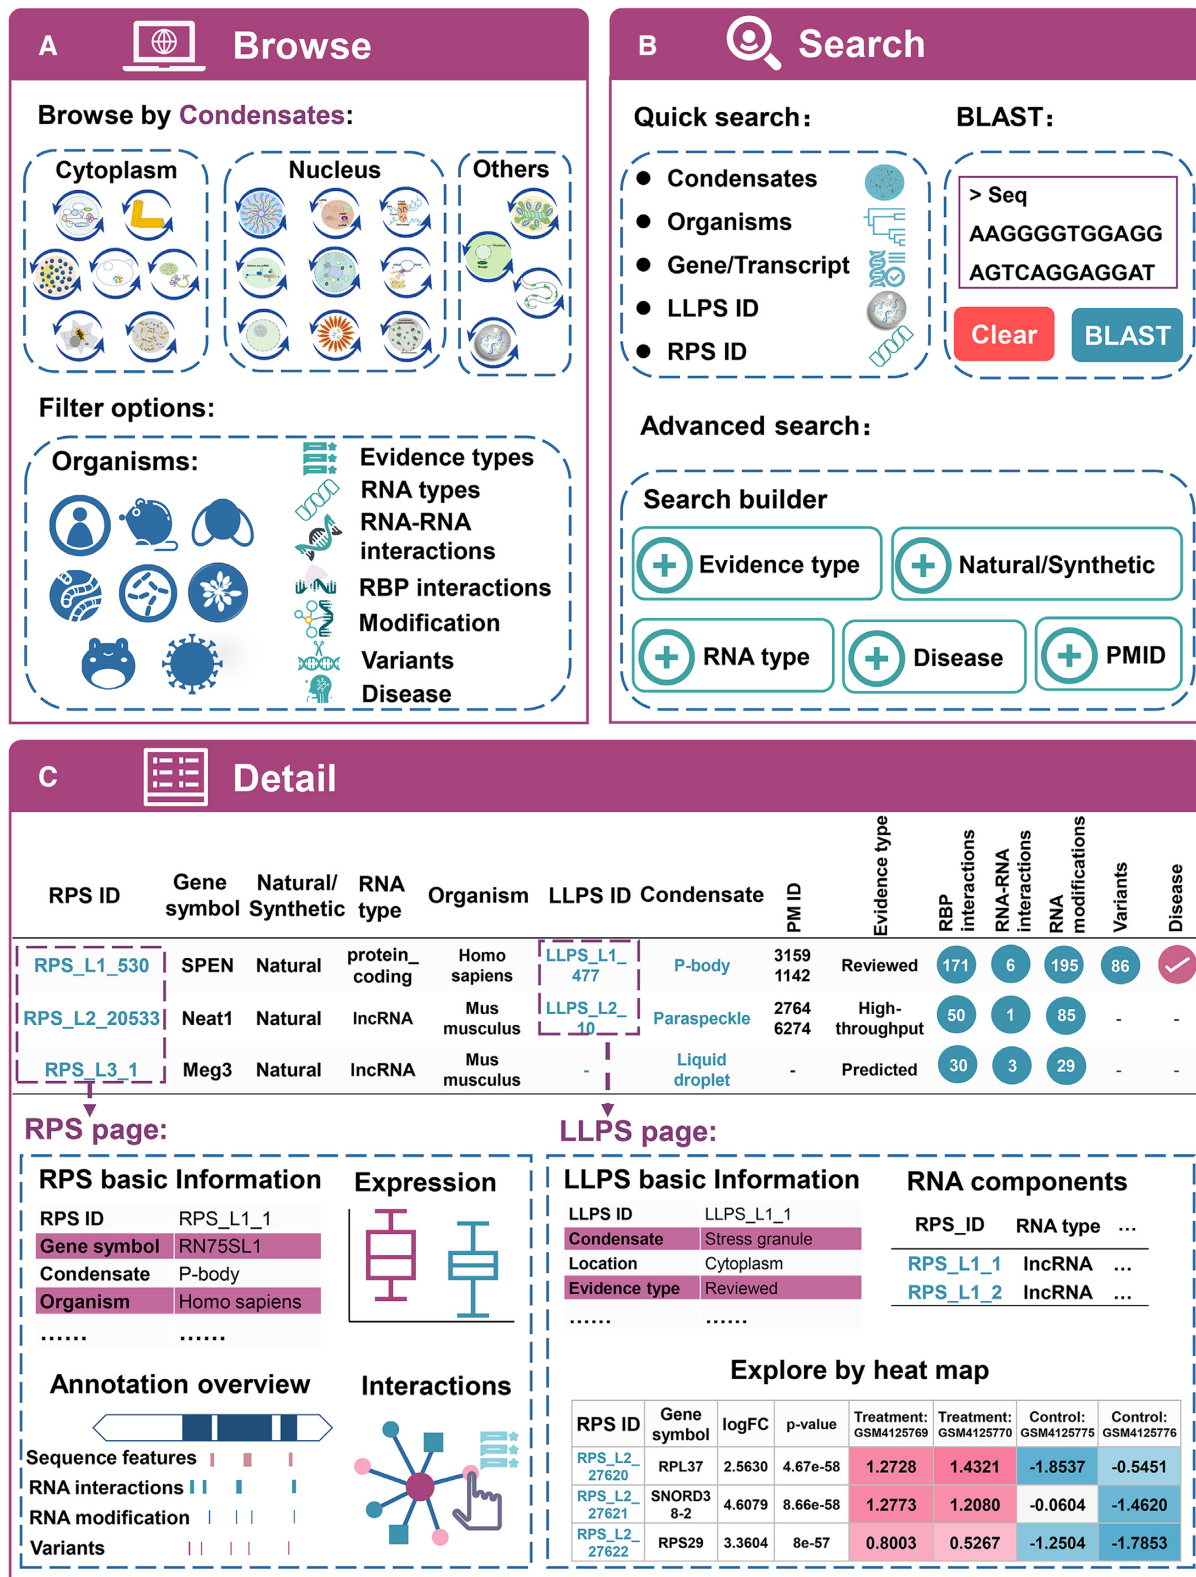 A
Browse
Browse by Condensates:
Cytoplasm
Nucleus
Others
Filter options:
Organisms:
Evidence types
RNA types
RNA-RNA
interactions
RBP interactions
Modification
Variants
Disease
B
Search
Quick search:
● Condensates
● Organisms
● Gene/Transcript
● LLPS ID
● RPS ID
BLAST:
> Seq
AAGGGGTGGAGG
AGTCAGGAGGAT
Clear
BLAST
Advanced search:
Search builder
Evidence type
Natural/Synthetic
RNA type
Disease
PMID
C
Detail
RPS ID
Gene
symbol
Natural/
Synthetic
RNA
type
Organism
LLPS ID
Condensate
PM ID
Evidence type
RBP
interactions
RNA-RNA
interactions
RNA
modifications
Variants
Disease
RPS_L1_530
SPEN
Natural
protein_
coding
Homo
sapiens
LLPS_L1_
477
P-body
3159
1142
Reviewed
171
6
195
86
RPS_L2_20533
Neat1
Natural
lncRNA
Mus
musculus
LLPS_L2_
10
Paraspeckle
2764
6274
High-
throughput
50
1
85
-
-
RPS_L3_1
Meg3
Natural
lncRNA
Mus
musculus
-
Liquid
droplet
-
Predicted
30
3
29
-
-
RPS page:
RPS basic Information
RPS ID RPS_L1_1
Gene symbol RN75SL1
Condensate P-body
Organism Homo sapiens
...... ......
Expression
Annotation overview
Sequence features
RNA interactions
RNA modification
Variants
Interactions
LLPS page:
LLPS basic Information
LLPS ID LLPS_L1_1
Condensate Stress granule
Location Cytoplasm
Evidence type Reviewed
...... ......
RNA components
RPS_ID RNA type ...
RPS_L1_1 lncRNA ...
RPS_L1_2 lncRNA ...
Explore by heat map
RPS ID
Gene
symbol
logFC
p-value
Treatment:
GSM4125769
Treatment:
GSM4125770
Control:
GSM4125775
Control:
GSM4125776
RPS_L2_
27620
RPL37
2.5630
4.67e-58
1.2728
1.4321
-1.8537
-0.5451
RPS_L2_
27621
SNORD3
8-2
4.6079
8.66e-58
1.2773
1.2080
-0.0604
-1.4620
RPS_L2_
27622
RPS29
3.3604
8e-57
0.8003
0.5267
-1.2504
-1.7853